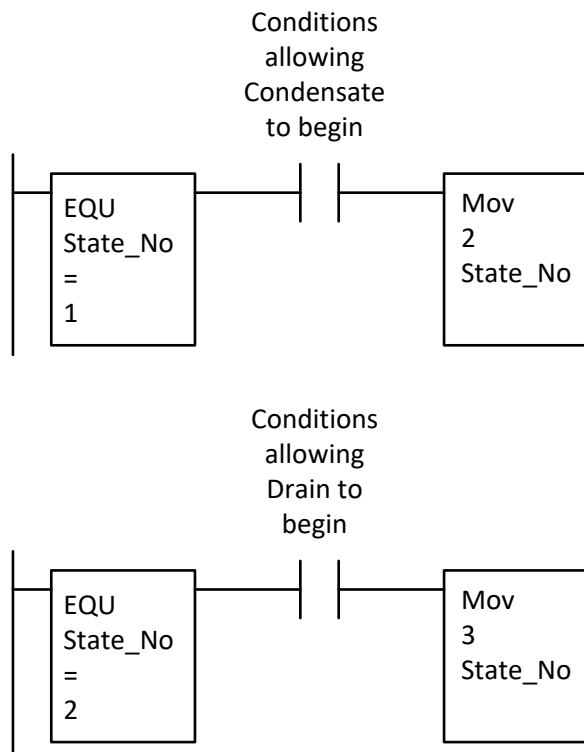 Conditions
allowing
Condensate
to begin
EQU
State_No
=
1
Mov
2
State_No
Conditions
allowing
Drain to
begin
EQU
State_No
=
2
Mov
3
State_No